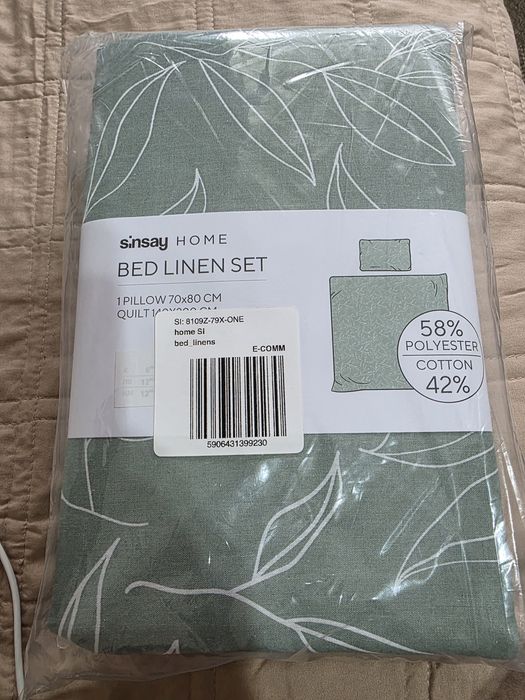 sinsay HOME
BED LINEN SET
1 PILLOW 70x80 CM
QUILT
58%
POLYESTER
COTTON
42%
SI: 8109Z-79X-ONE
home SI
bed_linens
E-COMM
5906431399230